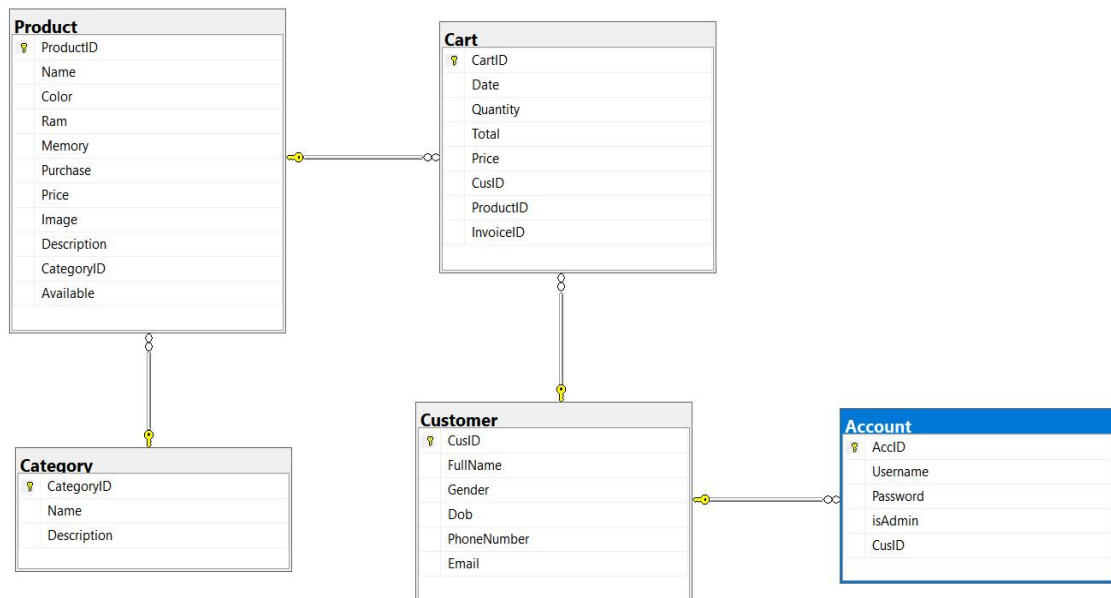 Product
ProductID
Name
Color
Ram
Memory
Purchase
Price
Image
Description
CategoryID
Available
Cart
CartID
Date
Quantity
Total
Price
CusID
ProductID
InvoiceID
Category
CategoryID
Name
Description
Customer
CusID
FullName
Gender
Dob
PhoneNumber
Email
Account
AccID
Username
Password
isAdmin
CusID